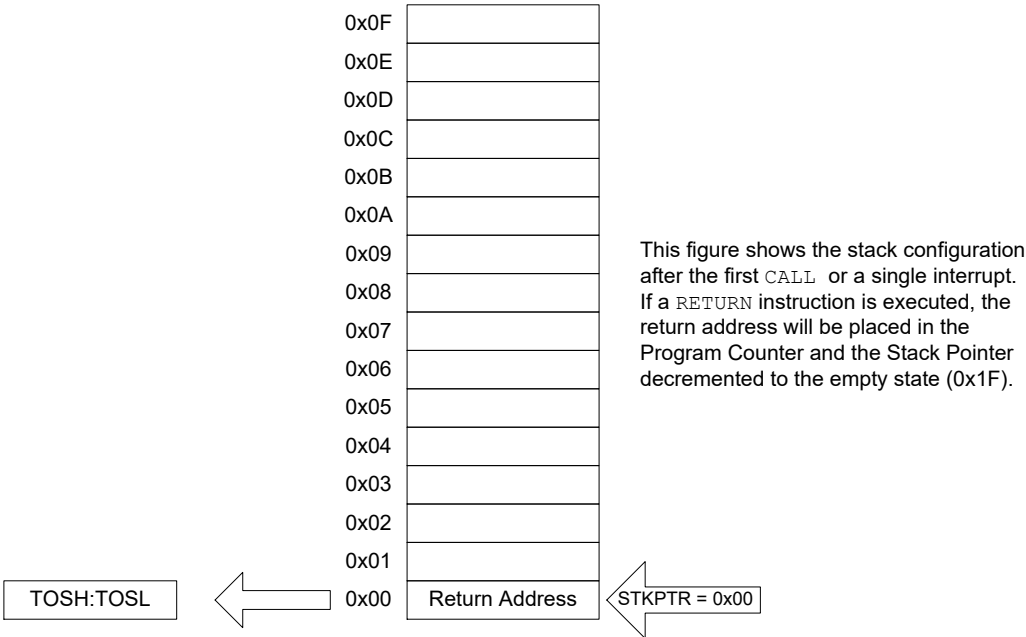 0x0F
0x0E
0x0D
0x0C
0x0B
0x0A
0x09
This figure shows the stack configuration
after the first CALL or a single interrupt.
If a RETURN instruction is executed, the
return address will be placed in the
Program Counter and the Stack Pointer
decremented to the empty state (0x1F).
0x08
0x07
0x06
0x05
0x04
0x03
0x02
0x01
TOSH:TOSL 0x00 Return Address STKPTR = 0x00